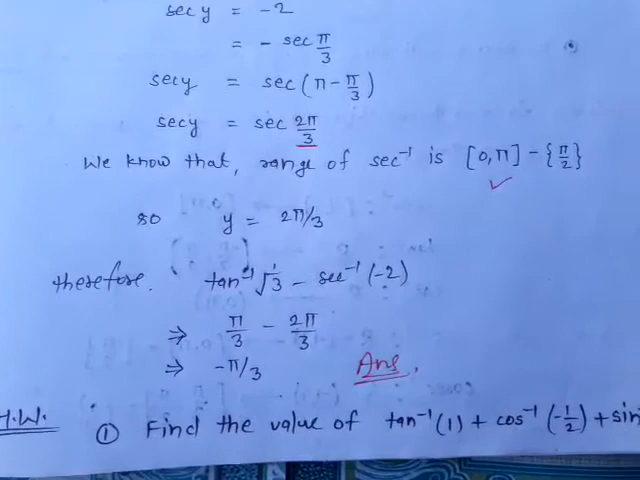 sec y = -2
= - sec π/3
sec y = sec (π - π/3)
sec y = sec 2π/3
We know that, range of sec⁻¹ is [0, π] - {π/2}
so y = 2π/3
therefore. tan⁻¹ √3 - sec⁻¹ (-2)
⇒ π/3 - 2π/3
⇒ -π/3 Ans.
H.W. ① Find the value of tan⁻¹(1) + cos⁻¹(-1/2) + sin